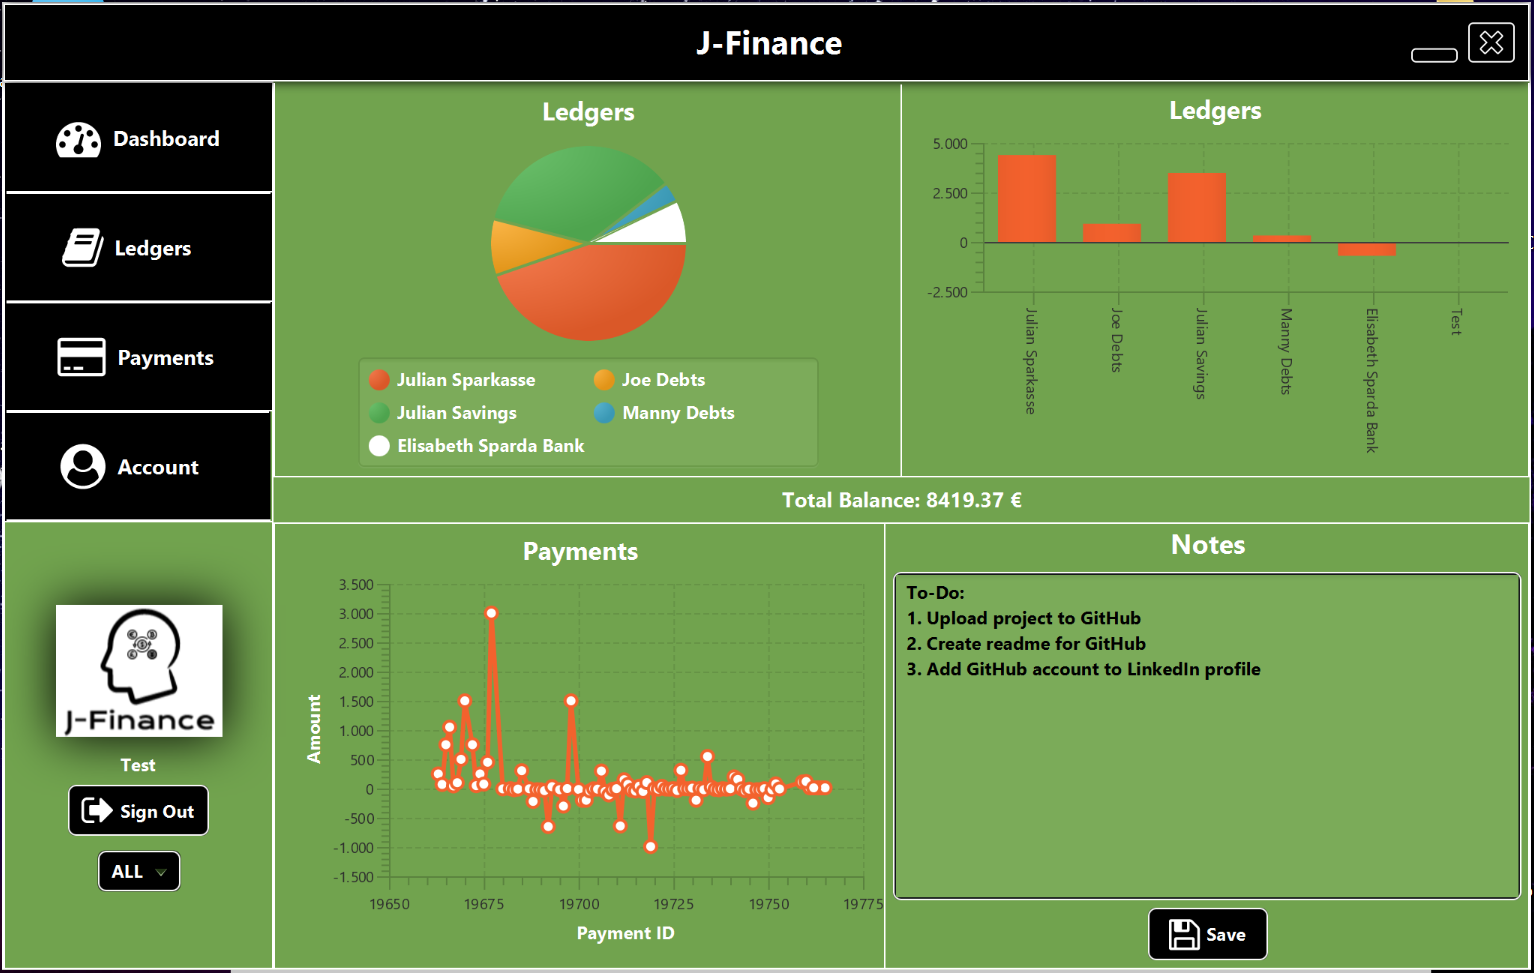 J-Finance
Dashboard
Ledgers
Payments
Account
J-Finance
Test
Sign Out
ALL
Ledgers
Julian Sparkasse
Joe Debts
Julian Savings
Manny Debts
Elisabeth Sparda Bank
Ledgers
5.000
2.500
0
-2.500
Julian Sparkasse
Joe Debts
Julian Savings
Manny Debts
Elisabeth Sparda Bank
Test
Total Balance: 8419.37 €
Payments
Amount
3.500
3.000
2.500
2.000
1.500
1.000
500
0
-500
-1.000
-1.500
19650 19675 19700 19725 19750 19775
Payment ID
Notes
To-Do:
1. Upload project to GitHub
2. Create readme for GitHub
3. Add GitHub account to LinkedIn profile
Save